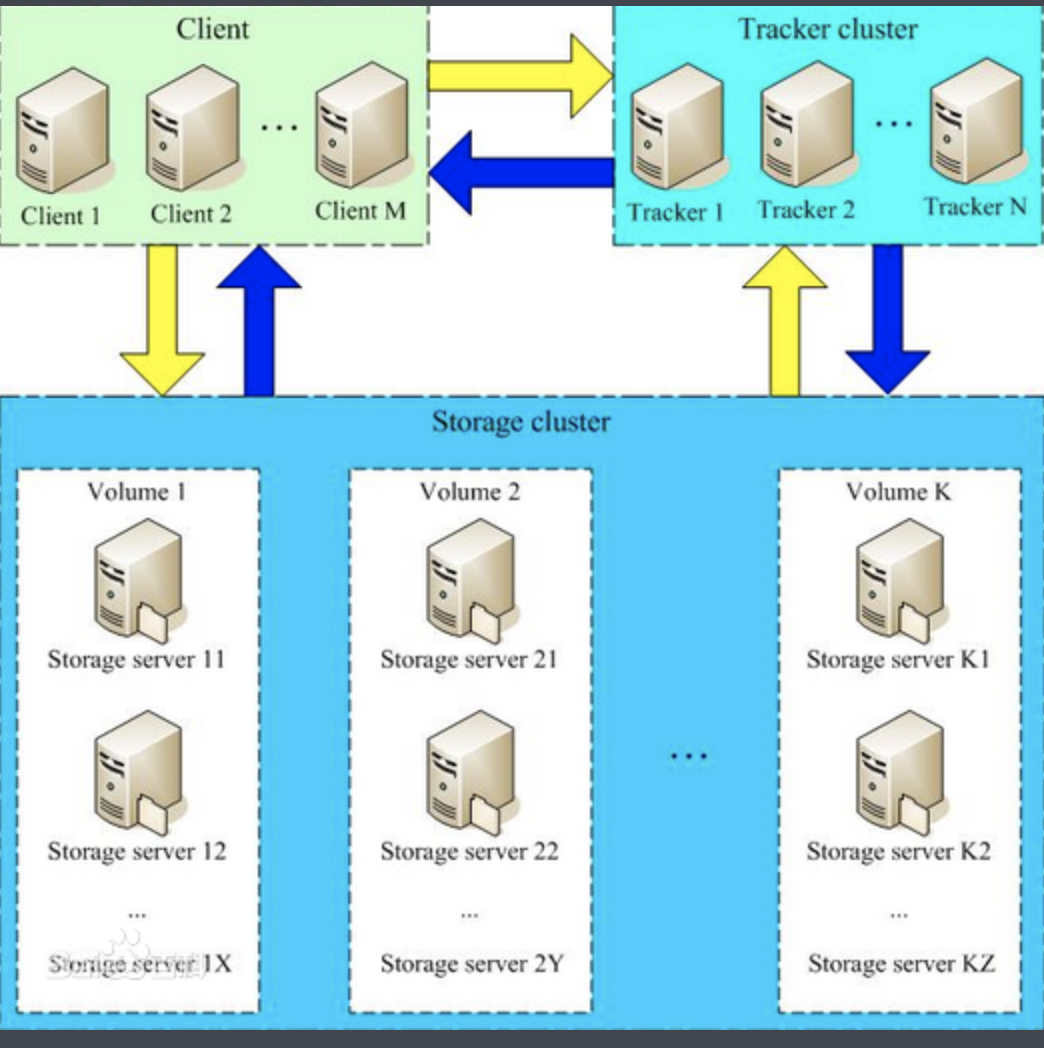 Client
Tracker cluster
...
...
Client 1
Client 2
Client M
Tracker 1
Tracker 2
Tracker N
Storage cluster
Volume 1
Volume 2
Volume K
Storage server 11
Storage server 21
Storage server K1
...
Storage server 12
Storage server 22
Storage server K2
...
...
...
Storage server 1X
Storage server 2Y
Storage server KZ